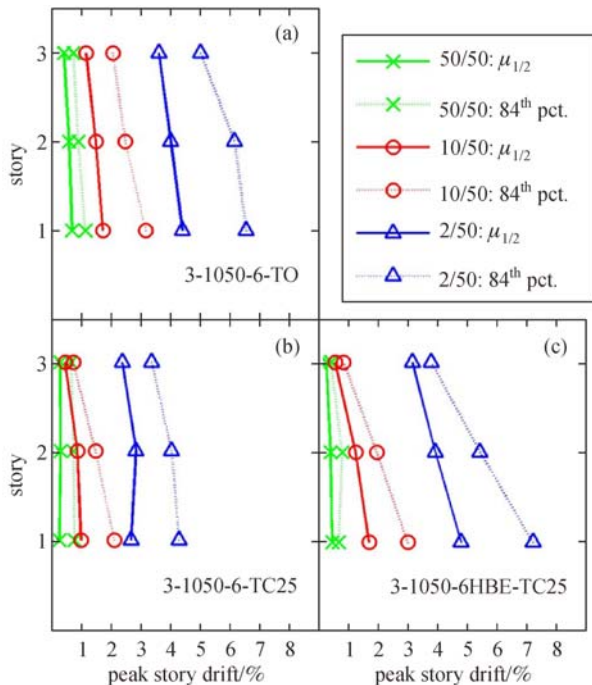 3
2
1
story
(a)
3-1050-6-TO
50/50: μ1/2
50/50: 84th pct.
10/50: μ1/2
10/50: 84th pct.
2/50: μ1/2
2/50: 84th pct.
3
2
1
story
(b)
3-1050-6-TC25
1 2 3 4 5 6 7 8
peak story drift/%
(c)
3-1050-6HBE-TC25
1 2 3 4 5 6 7 8
peak story drift/%